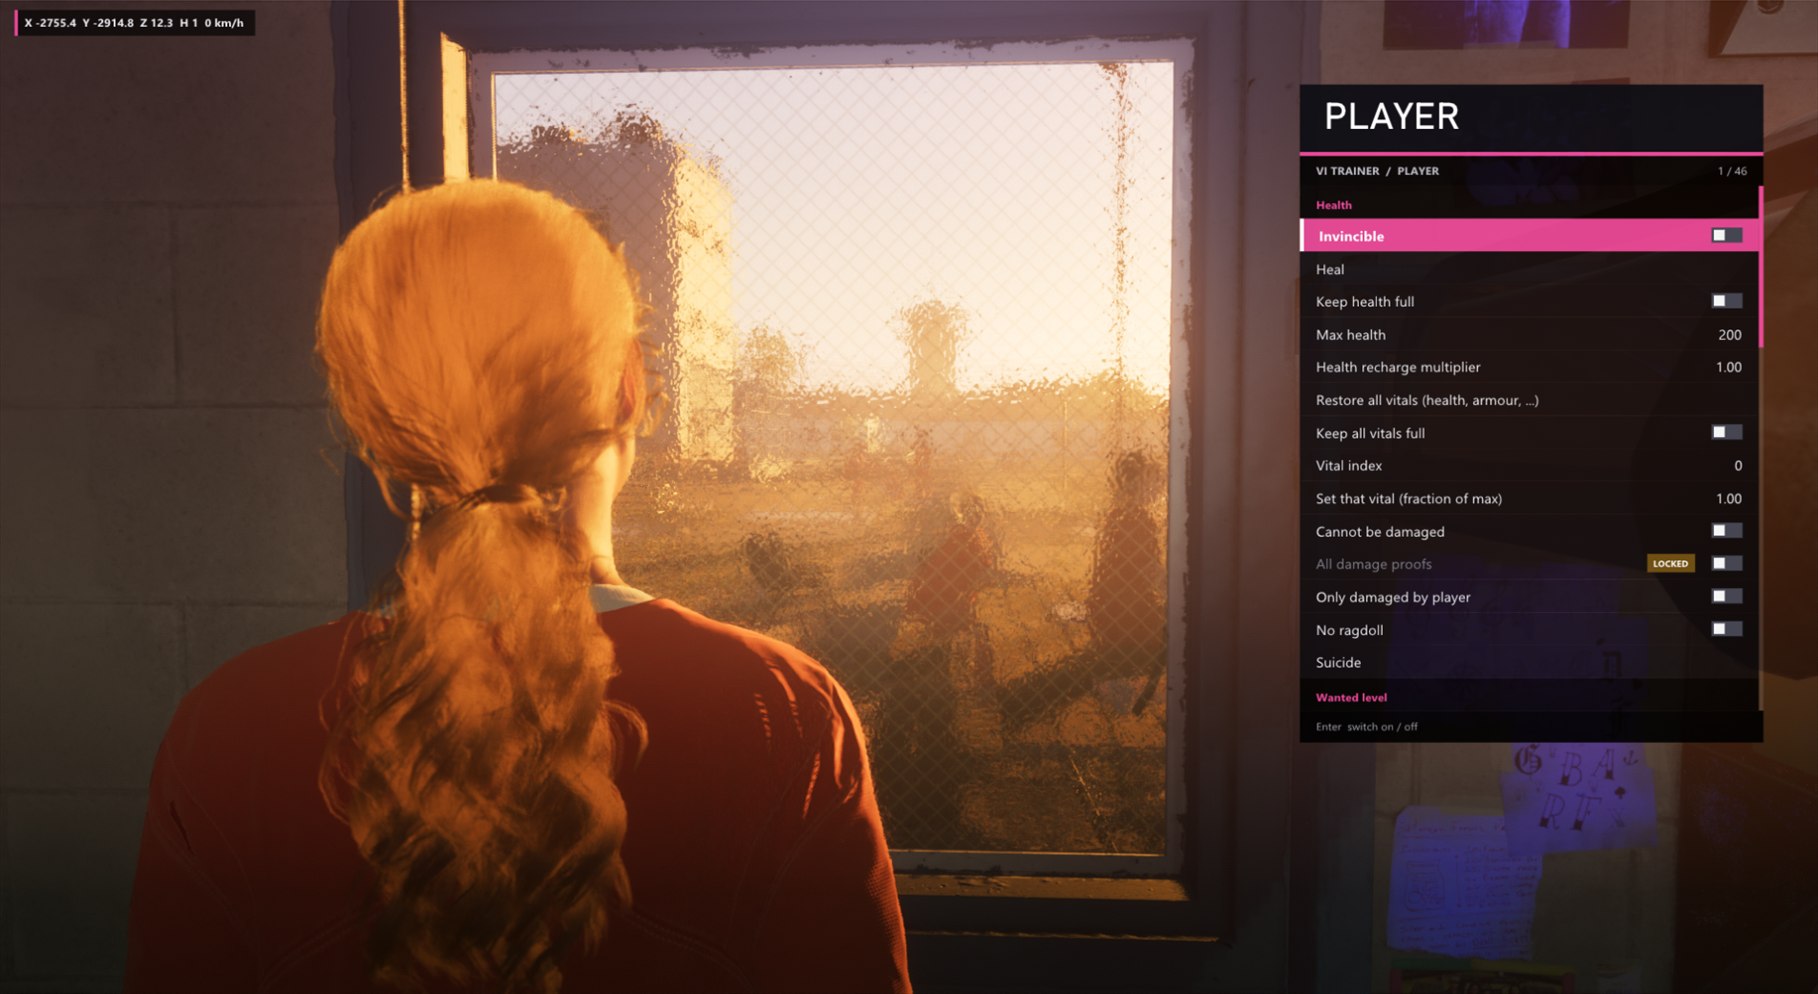 X -2755.4 Y -2914.8 Z 12.3 H 1 0 km/h
PLAYER
VI TRAINER / PLAYER 1 / 46
Health
Invincible
Heal
Keep health full
Max health 200
Health recharge multiplier 1.00
Restore all vitals (health, armour, ...)
Keep all vitals full
Vital index 0
Set that vital (fraction of max) 1.00
Cannot be damaged
All damage proofs LOCKED
Only damaged by player
No ragdoll
Suicide
Wanted level
Enter switch on / off
G B A
R F